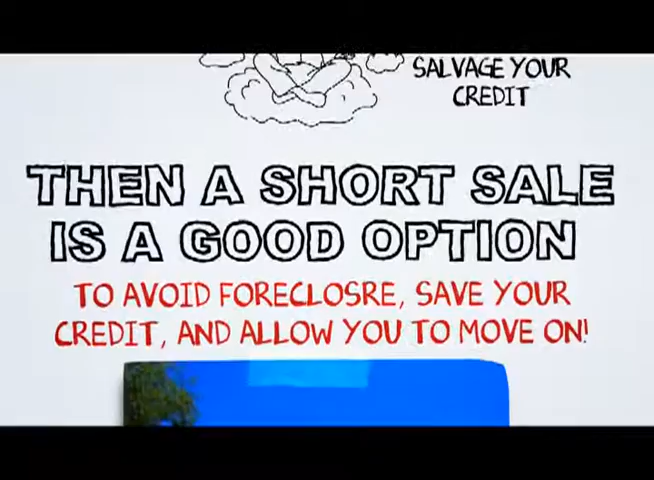 SALVAGE YOUR
CREDIT
THEN A SHORT SALE
IS A GOOD OPTION
TO AVOID FORECLOSRE, SAVE YOUR
CREDIT, AND ALLOW YOU TO MOVE ON!